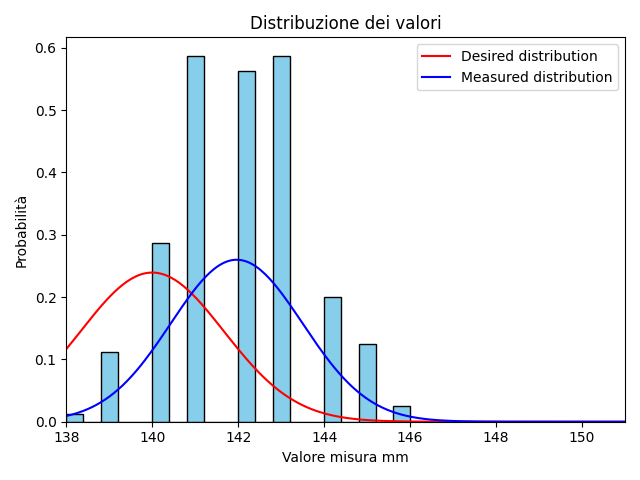 Distribuzione dei valori
Desired distribution
Measured distribution
Probabilità
0.6
0.5
0.4
0.3
0.2
0.1
0.0
138 140 142 144 146 148 150
Valore misura mm